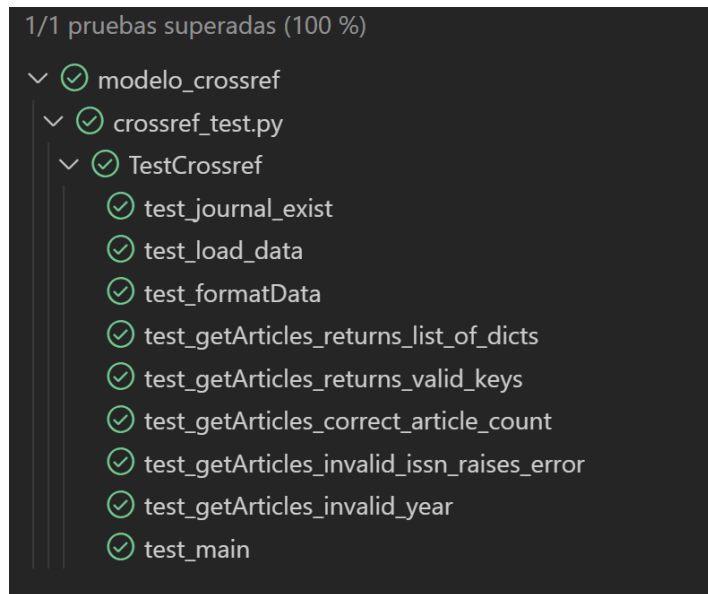 1/1 pruebas superadas (100 %)
modelo_crossref
crossref_test.py
TestCrossref
test_journal_exist
test_load_data
test_formatData
test_getArticles_returns_list_of_dicts
test_getArticles_returns_valid_keys
test_getArticles_correct_article_count
test_getArticles_invalid_issn_raises_error
test_getArticles_invalid_year
test_main